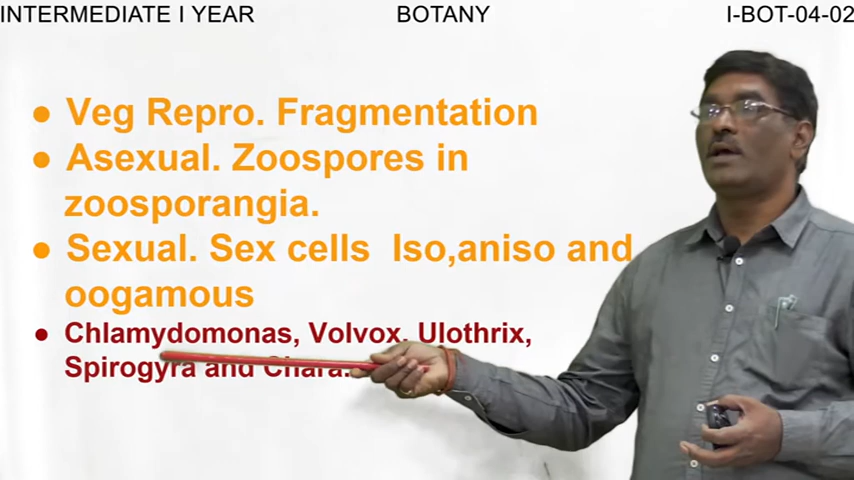 INTERMEDIATE I YEAR BOTANY I-BOT-04-02
● Veg Repro. Fragmentation
● Asexual. Zoospores in
zoosporangia.
● Sexual. Sex cells Iso,aniso and
oogamous
● Chlamydomonas, Volvox, Ulothrix,
Spirogyra and Chara.